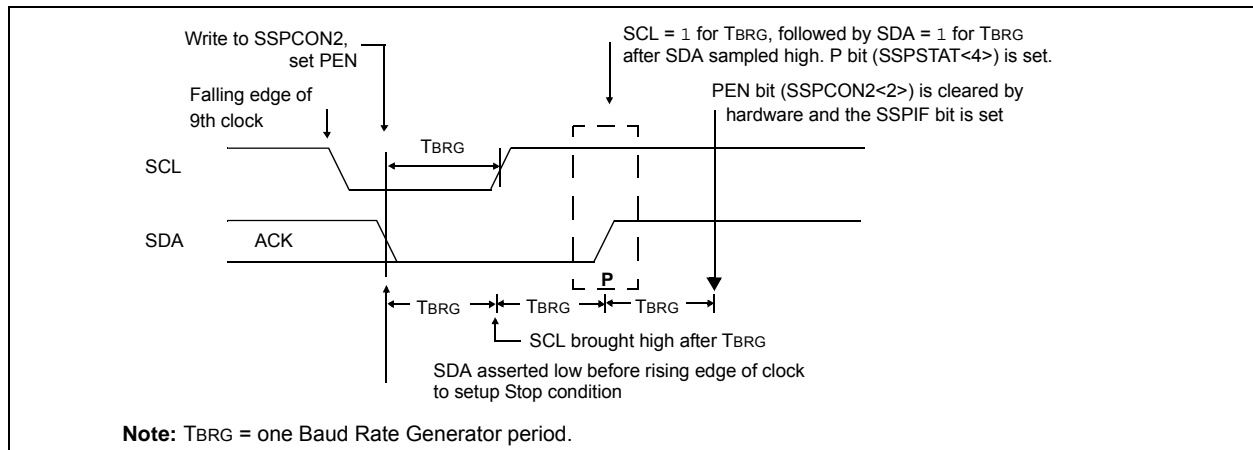 Write to SSPCON2,
set PEN
SCL = 1 for TBRG, followed by SDA = 1 for TBRG
after SDA sampled high. P bit (SSPSTAT<4>) is set.
Falling edge of
9th clock
PEN bit (SSPCON2<2>) is cleared by
hardware and the SSPIF bit is set
TBRG
SCL
SDA
ACK
P
TBRG
TBRG
TBRG
SCL brought high after TBRG
SDA asserted low before rising edge of clock
to setup Stop condition
Note: TBRG = one Baud Rate Generator period.